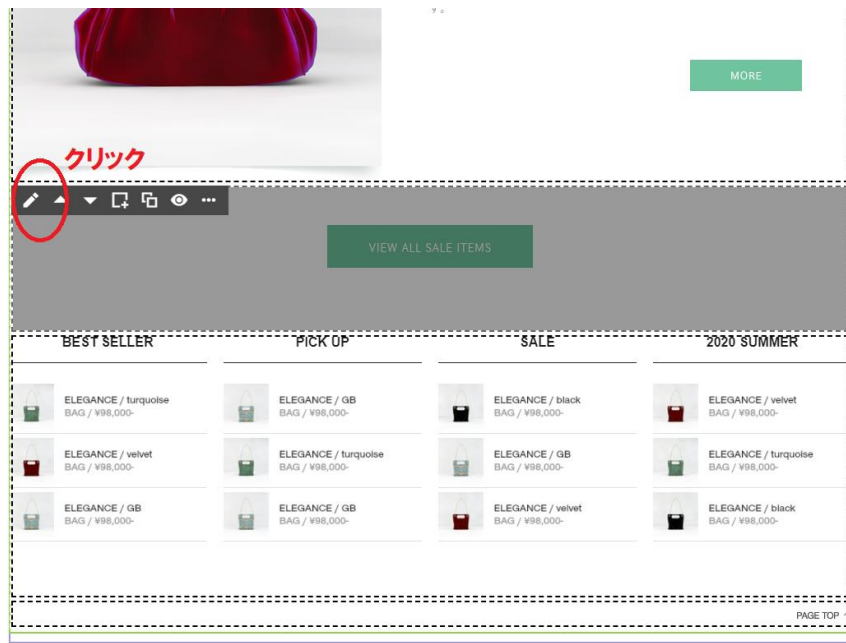 す。
MORE
クリック
VIEW ALL SALE ITEMS
BEST SELLER
PICK UP
SALE
2020 SUMMER
ELEGANCE / turquoise
BAG / ¥98,000-
ELEGANCE / GB
BAG / ¥98,000-
ELEGANCE / black
BAG / ¥98,000-
ELEGANCE / velvet
BAG / ¥98,000-
ELEGANCE / velvet
BAG / ¥98,000-
ELEGANCE / turquoise
BAG / ¥98,000-
ELEGANCE / GB
BAG / ¥98,000-
ELEGANCE / turquoise
BAG / ¥98,000-
ELEGANCE / GB
BAG / ¥98,000-
ELEGANCE / GB
BAG / ¥98,000-
ELEGANCE / velvet
BAG / ¥98,000-
ELEGANCE / black
BAG / ¥98,000-
PAGE TOP